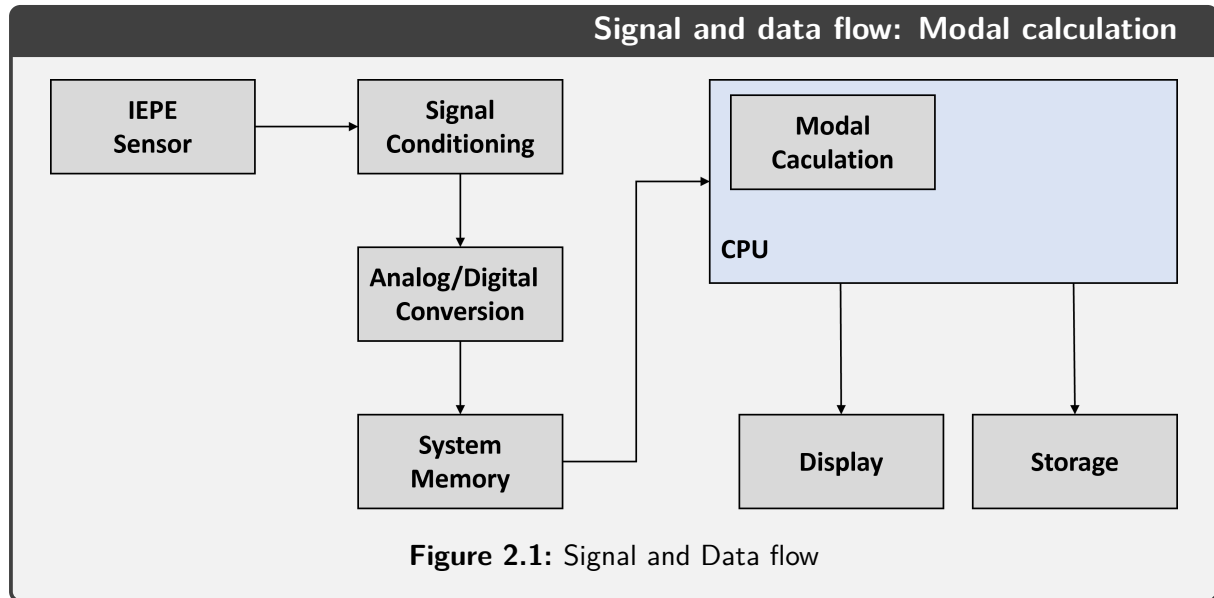 Signal and data flow: Modal calculation
IEPE
Sensor
Signal
Conditioning
Analog/Digital
Conversion
System
Memory
Modal
Caculation
CPU
Display
Storage
Figure 2.1: Signal and Data flow